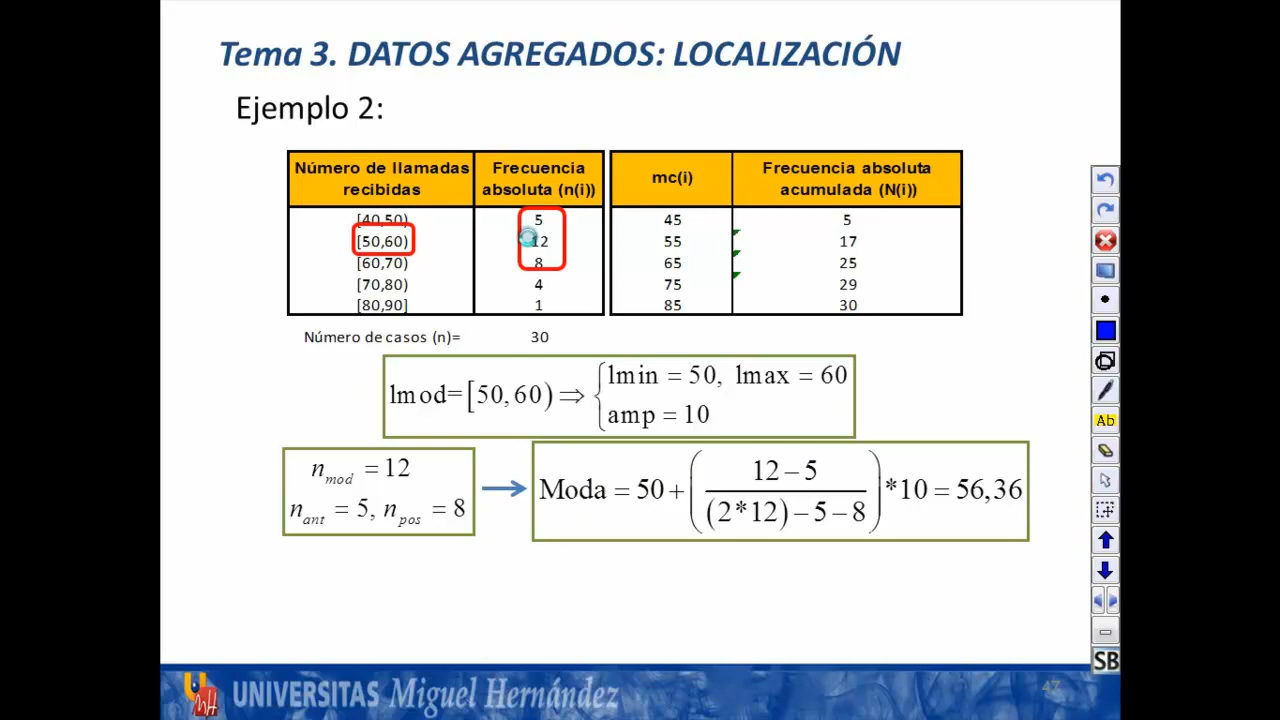 Tema 3. DATOS AGREGADOS: LOCALIZACIÓN
Ejemplo 2:
Número de llamadas recibidas Frecuencia absoluta (n(i)) mc(i) Frecuencia absoluta acumulada (N(i))
[40,50) 5 45 5
[50,60) 12 55 17
[60,70) 8 65 25
[70,80) 4 75 29
[80,90] 1 85 30
Número de casos (n)= 30
lmod=[50,60) ⇒ { lmin = 50, lmax = 60
amp = 10
n_mod = 12
n_ant = 5, n_pos = 8
Moda = 50 + ( (12 − 5) / ((2*12) − 5 − 8) ) *10 = 56,36
Ab
SB
UNIVERSITAS Miguel Hernández
47